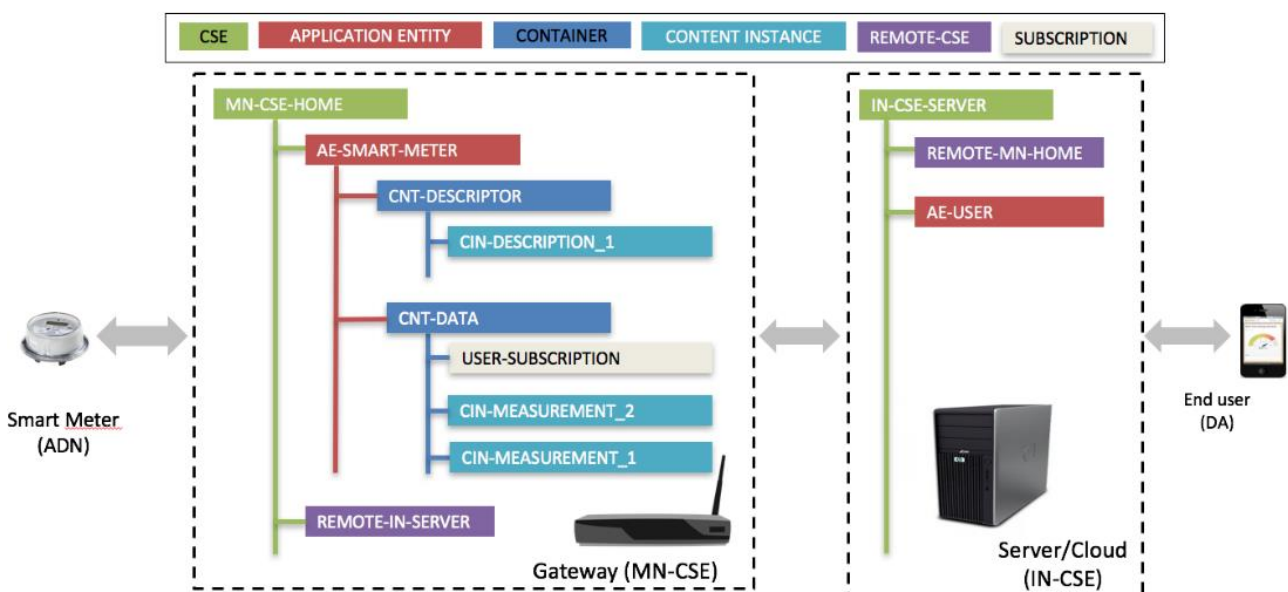 CSE
APPLICATION ENTITY
CONTAINER
CONTENT INSTANCE
REMOTE-CSE
SUBSCRIPTION
MN-CSE-HOME
AE-SMART-METER
CNT-DESCRIPTOR
CIN-DESCRIPTION_1
CNT-DATA
USER-SUBSCRIPTION
CIN-MEASUREMENT_2
CIN-MEASUREMENT_1
REMOTE-IN-SERVER
Gateway (MN-CSE)
IN-CSE-SERVER
REMOTE-MN-HOME
AE-USER
Server/Cloud
(IN-CSE)
Smart Meter
(ADN)
End user
(DA)